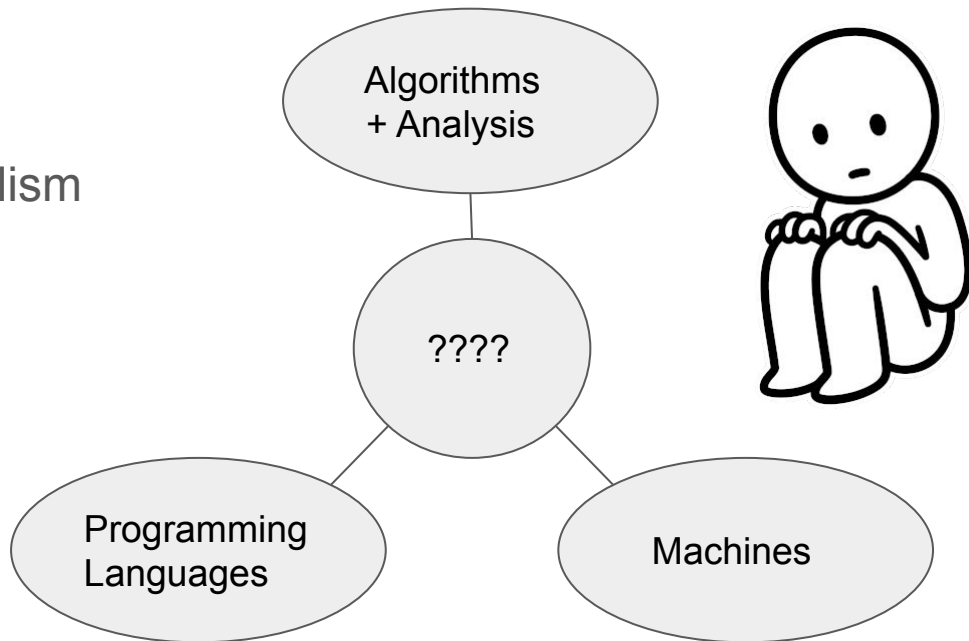 Algorithms
+ Analysis
lism
????
Programming
Languages
Machines